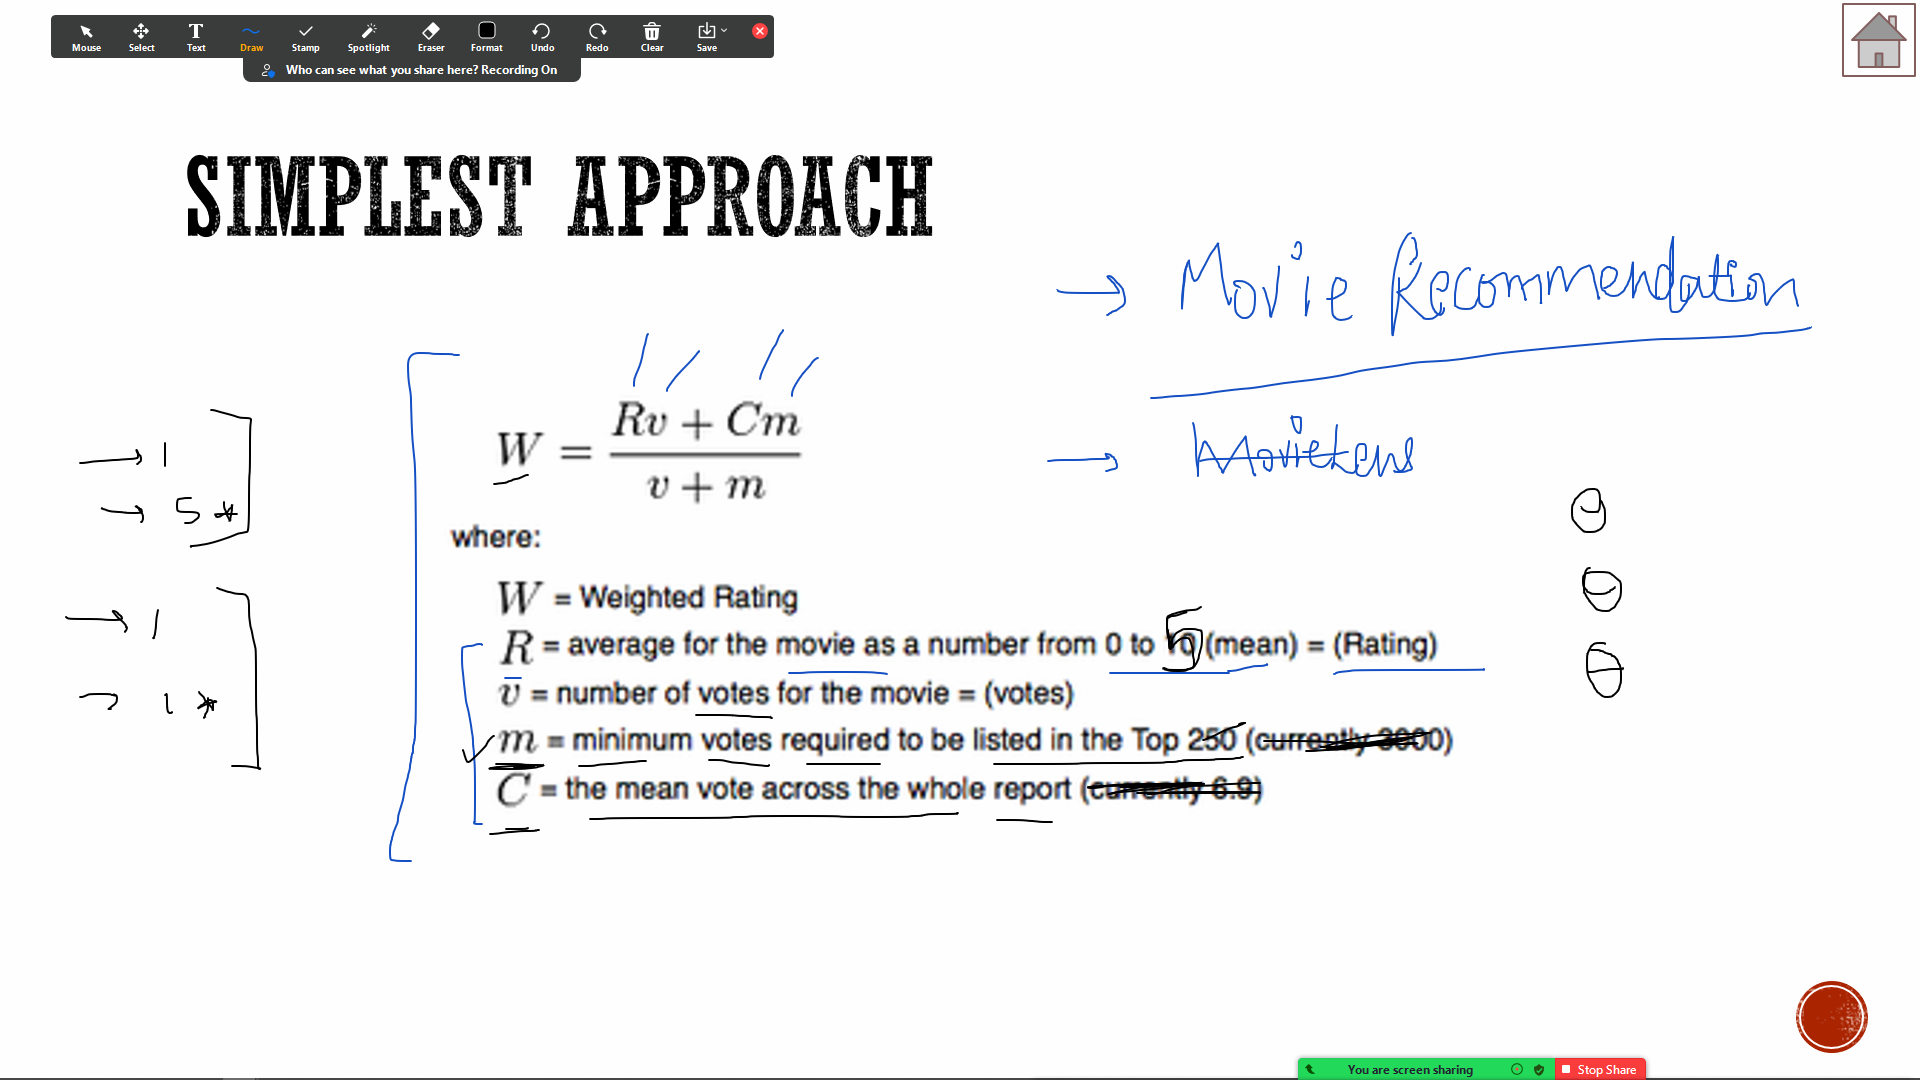 Mouse Select Text Draw Stamp Spotlight Eraser Format Undo Redo Clear Save
Who can see what you share here? Recording On
SIMPLEST APPROACH
→ Movie Recommendation
W = (Rv + Cm) / (v + m)
→ Movielens
→ 1
→ 5 *
where:
W = Weighted Rating
→ 1
R = average for the movie as a number from 0 to 5 (mean) = (Rating)
v = number of votes for the movie = (votes)
→ 1 *
m = minimum votes required to be listed in the Top 250 (currently 3000)
C = the mean vote across the whole report (currently 6.9)
You are screen sharing Stop Share